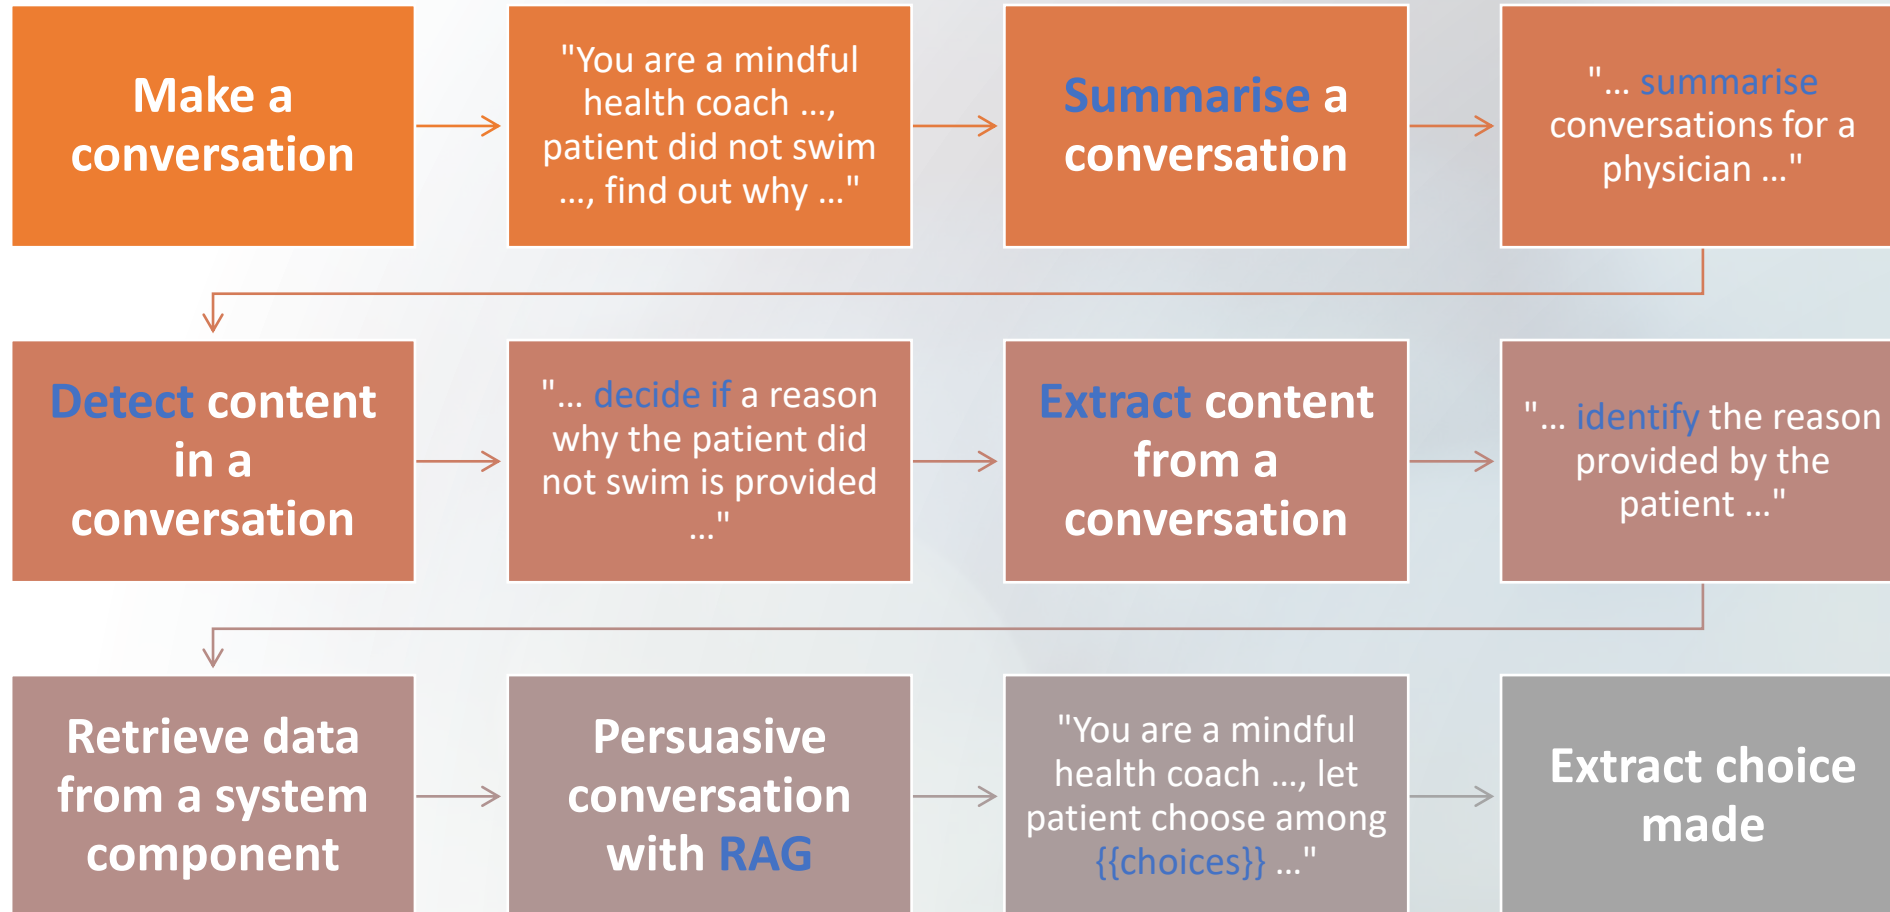 Make a
conversation
"You are a mindful
health coach ...,
patient did not swim
..., find out why ..."
Summarise a
conversation
"... summarise
conversations for a
physician ..."
Detect content
in a
conversation
"... decide if a reason
why the patient did
not swim is provided
..."
Extract content
from a
conversation
"... identify the reason
provided by the
patient ..."
Retrieve data
from a system
component
Persuasive
conversation
with RAG
"You are a mindful
health coach ..., let
patient choose among
{{choices}} ..."
Extract choice
made